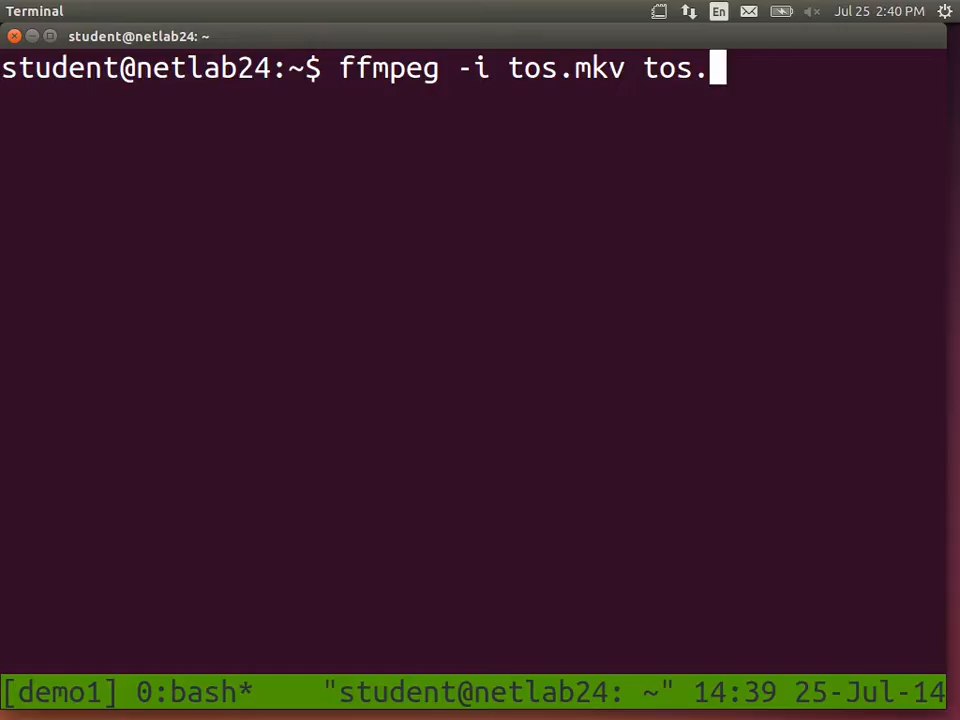 Terminal En Jul 25 2:40 PM
student@netlab24: ~
student@netlab24:~$ ffmpeg -i tos.mkv tos.
[demo1] 0:bash* "student@netlab24: ~" 14:39 25-Jul-14